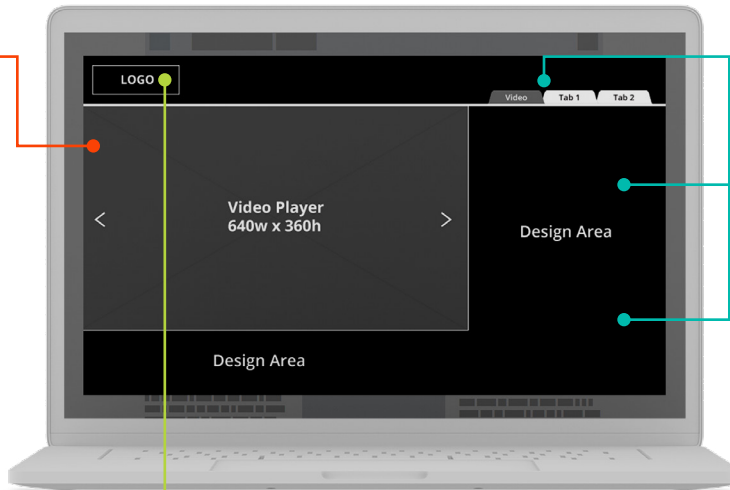 LOGO
Video
Tab 1
Tab 2
Video Player
640w x 360h
Design Area
Design Area